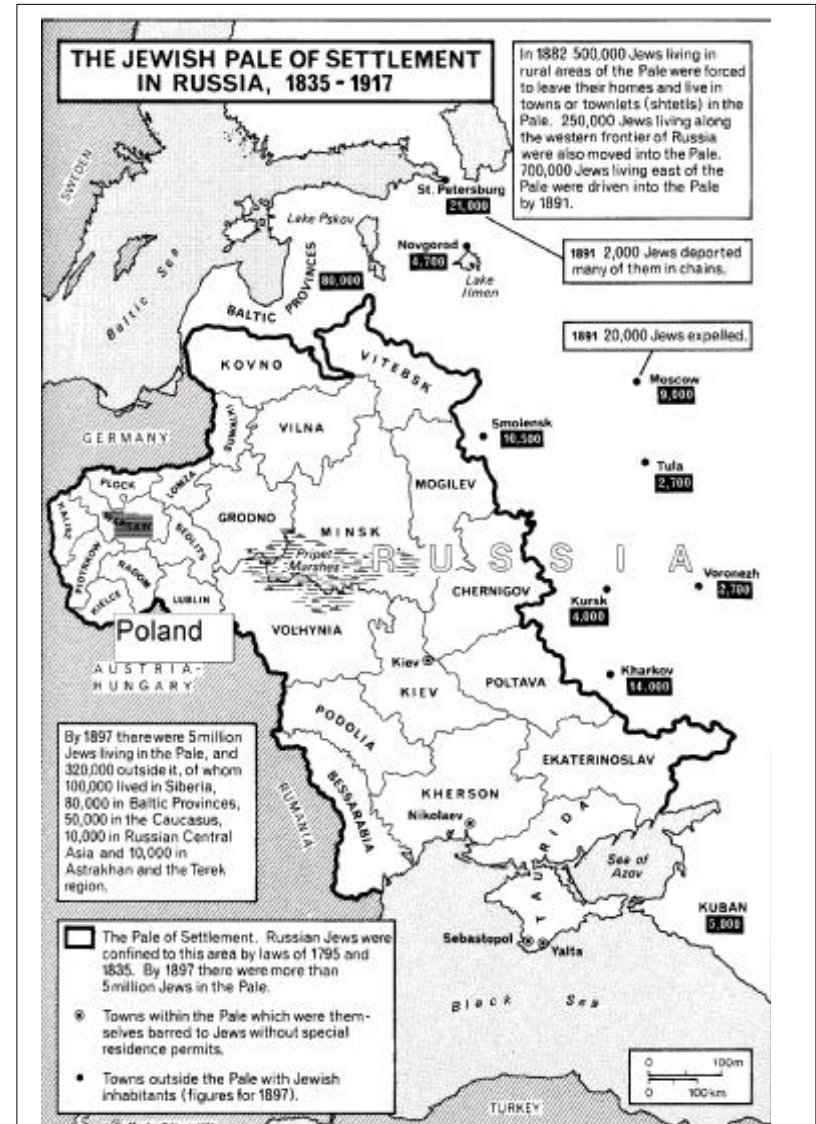 THE JEWISH PALE OF SETTLEMENT
IN RUSSIA, 1835-1917
In 1882 500,000 Jews living in
rural areas of the Pale were forced
to leave their homes and live in
towns or townlets (shtetls) in the
Pale. 250,000 Jews living along
the western frontier of Russia
were also moved into the Pale.
700,000 Jews living east of the
Pale were driven into the Pale
by 1891.
SWEDEN
St. Petersburg
21,000
Lake Pskov
Novgorod
4,700
Lake
Ilmen
1891 2,000 Jews deported
many of them in chains.
Baltic Sea
BALTIC PROVINCES
80,000
1891 20,000 Jews expelled.
KOVNO
VITEBSK
Moscow
9,000
SUWALKI
VILNA
Smolensk
10,500
GERMANY
Tula
2,700
PLOCK
LOMZA
MOGILEV
KALISZ
WARSAW
SEDLITS
GRODNO
MINSK
Pripet
Marshes
RUSSIA
PIOTRKOW
RADOM
KIELCE
LUBLIN
CHERNIGOV
Voronezh
2,700
Kursk
4,000
Poland
VOLHYNIA
AUSTRIA-
HUNGARY
Kiev
KIEV
POLTAVA
Kharkov
14,000
PODOLIA
By 1897 there were 5 million
Jews living in the Pale, and
320,000 outside it, of whom
100,000 lived in Siberia,
80,000 in Baltic Provinces,
50,000 in the Caucasus,
10,000 in Russian Central
Asia and 10,000 in
Astrakhan and the Terek
region.
EKATERINOSLAV
BESSARABIA
RUMANIA
KHERSON
Nikolaev
TAURIDA
Sea of
Azov
KUBAN
5,000
Sebastopol
Yalta
Black Sea
The Pale of Settlement. Russian Jews were
confined to this area by laws of 1795 and
1835. By 1897 there were more than
5 million Jews in the Pale.
Towns within the Pale which were them-
selves barred to Jews without special
residence permits.
Towns outside the Pale with Jewish
inhabitants (figures for 1897).
0 100m
0 100km
TURKEY